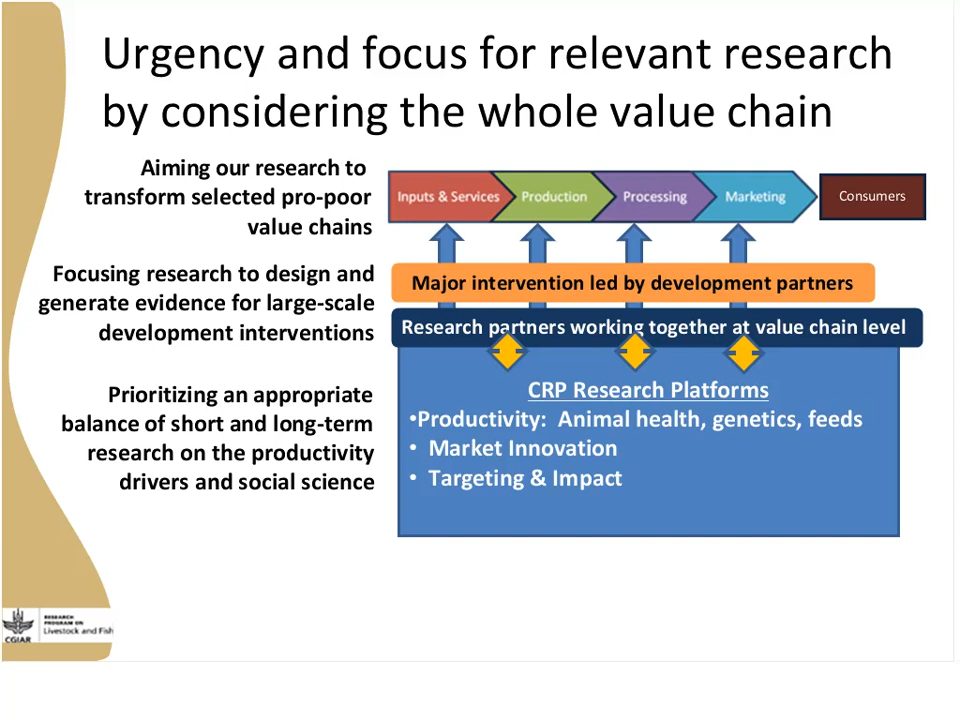 Urgency and focus for relevant research
by considering the whole value chain
Aiming our research to
transform selected pro-poor
value chains
Inputs & Services
Production
Processing
Marketing
Consumers
Focusing research to design and
generate evidence for large-scale
development interventions
Major intervention led by development partners
Research partners working together at value chain level
Prioritizing an appropriate
balance of short and long-term
research on the productivity
drivers and social science
CRP Research Platforms
•Productivity: Animal health, genetics, feeds
• Market Innovation
• Targeting & Impact
CGIAR
RESEARCH
PROGRAM ON
Livestock and Fish